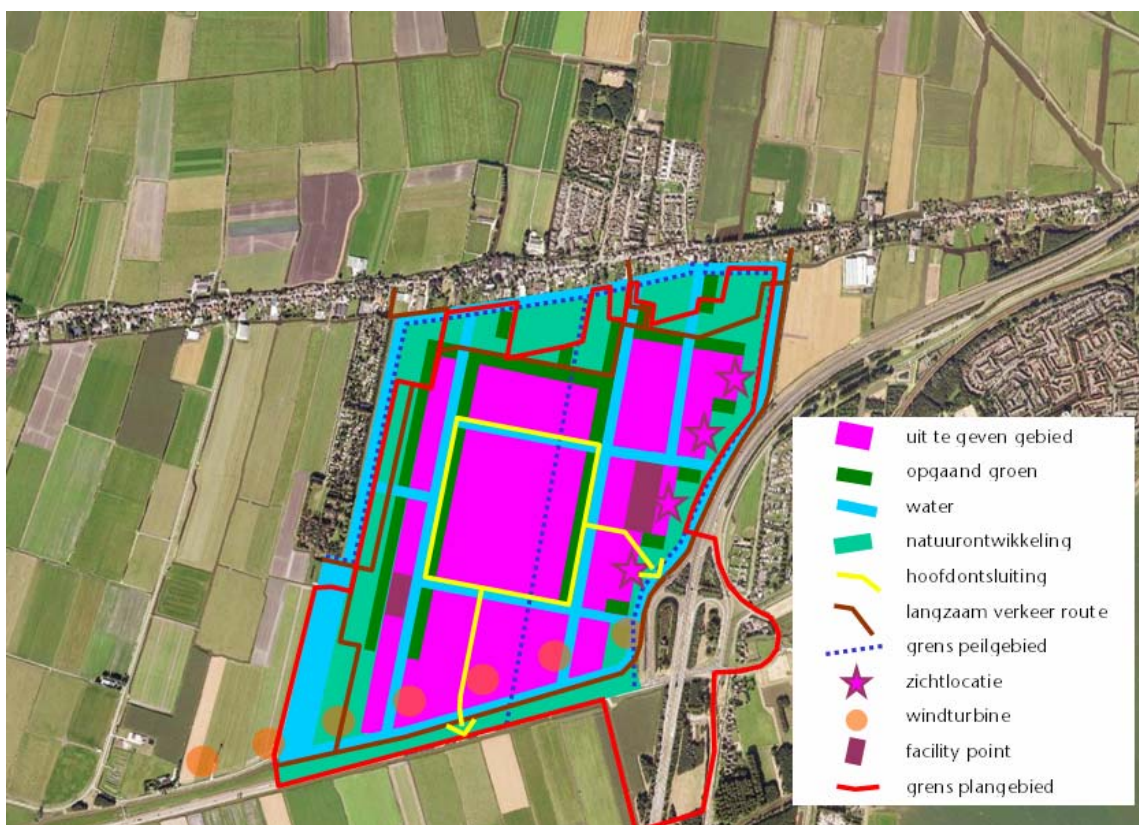 uit te geven gebied
opgaand groen
water
natuurontwikkeling
hoofdontsluiting
langzaam verkeer route
grens peilgebied
zichtlocatie
windturbine
facility point
grens plangebied